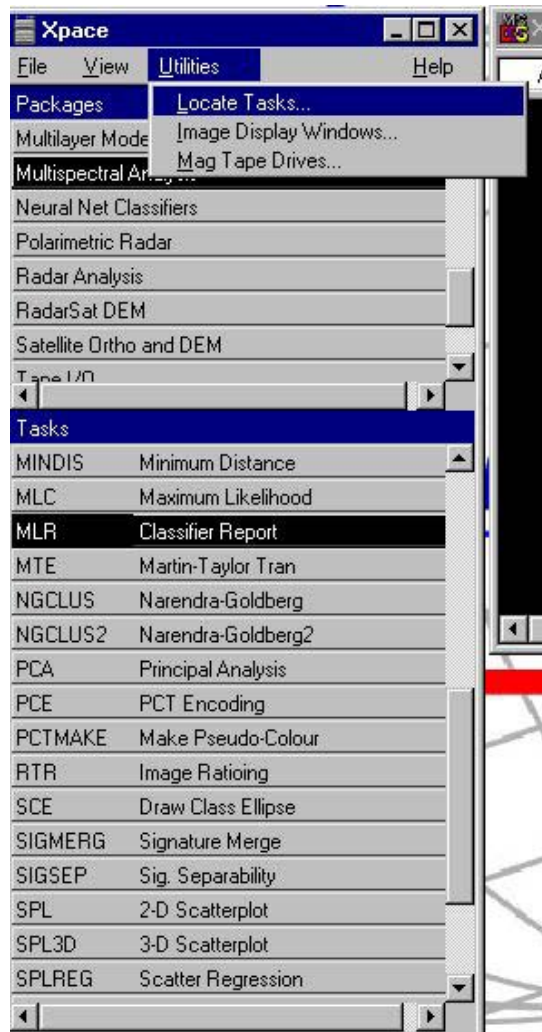 Xpace
File View Utilities Help
Packages
Locate Tasks...
Image Display Windows...
Mag Tape Drives...
Multilayer Mode
Multispectral
Neural Net Classifiers
Polarimetric Radar
Radar Analysis
RadarSat DEM
Satellite Ortho and DEM
Tape I/O
Tasks
MINDIS Minimum Distance
MLC Maximum Likelihood
MLR Classifier Report
MTE Martin-Taylor Tran
NGCLUS Narendra-Goldberg
NGCLUS2 Narendra-Goldberg2
PCA Principal Analysis
PCE PCT Encoding
PCTMAKE Make Pseudo-Colour
RTR Image Ratioing
SCE Draw Class Ellipse
SIGMERG Signature Merge
SIGSEP Sig. Separability
SPL 2-D Scatterplot
SPL3D 3-D Scatterplot
SPLREG Scatter Regression